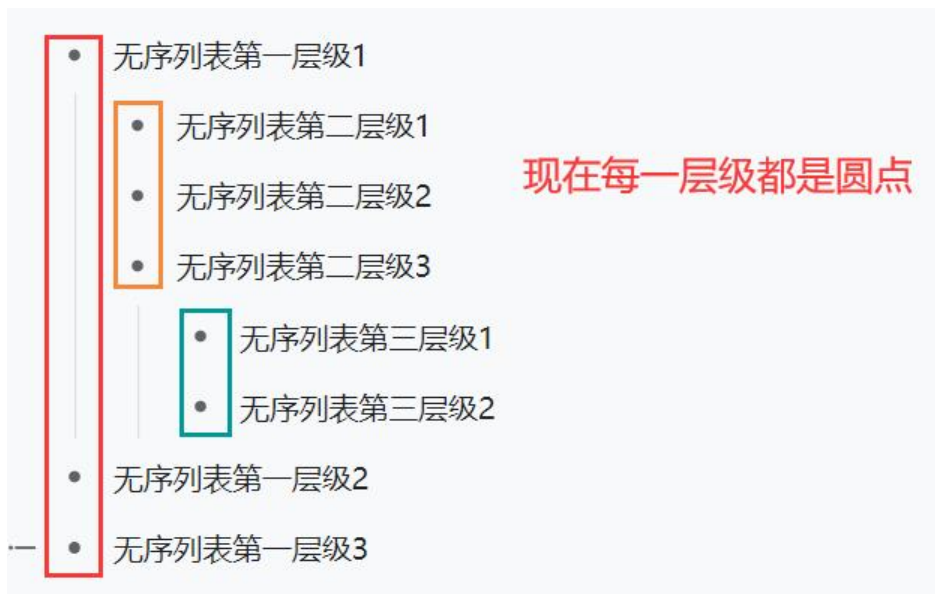 无序列表第一层级1
无序列表第二层级1
现在每一层级都是圆点
无序列表第二层级2
无序列表第二层级3
无序列表第三层级1
无序列表第三层级2
无序列表第一层级2
无序列表第一层级3